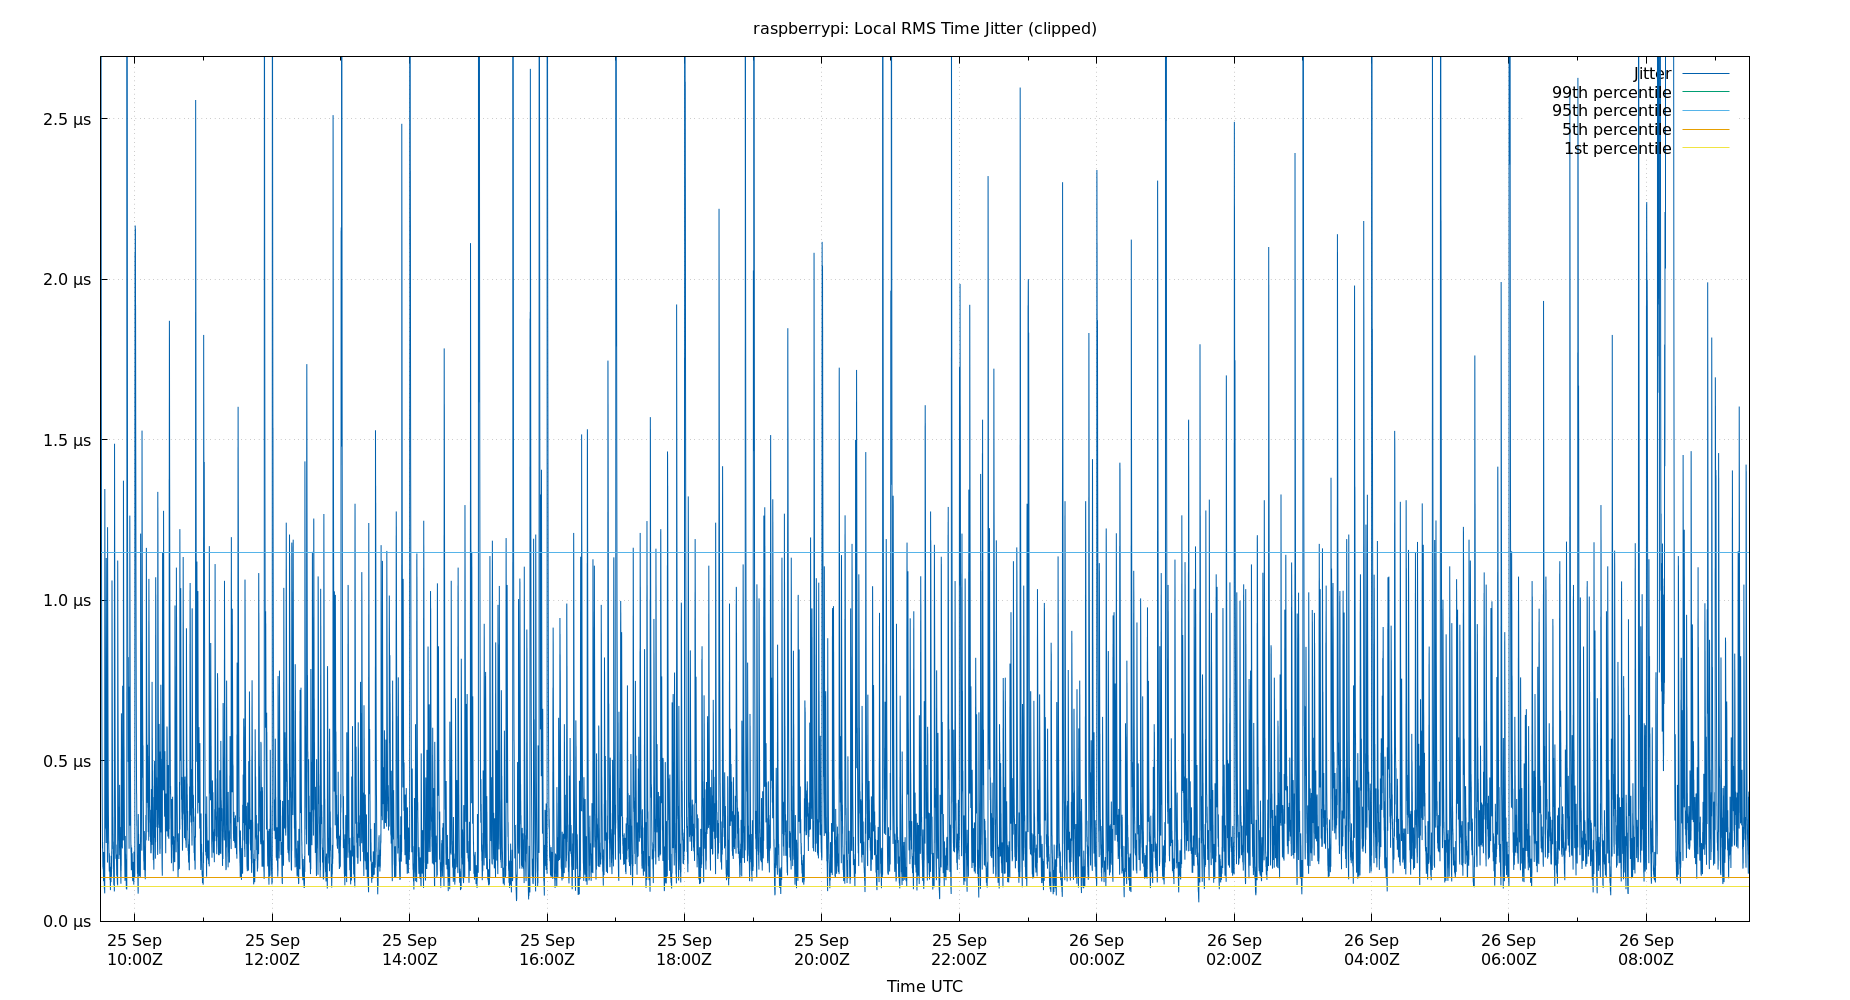 raspberrypi: Local RMS Time Jitter (clipped)
Jitter
99th percentile
95th percentile
5th percentile
1st percentile
2.5 µs
2.0 µs
1.5 µs
1.0 µs
0.5 µs
0.0 µs
25 Sep 25 Sep 25 Sep 25 Sep 25 Sep 25 Sep 25 Sep 26 Sep 26 Sep 26 Sep 26 Sep 26 Sep
10:00Z 12:00Z 14:00Z 16:00Z 18:00Z 20:00Z 22:00Z 00:00Z 02:00Z 04:00Z 06:00Z 08:00Z
Time UTC